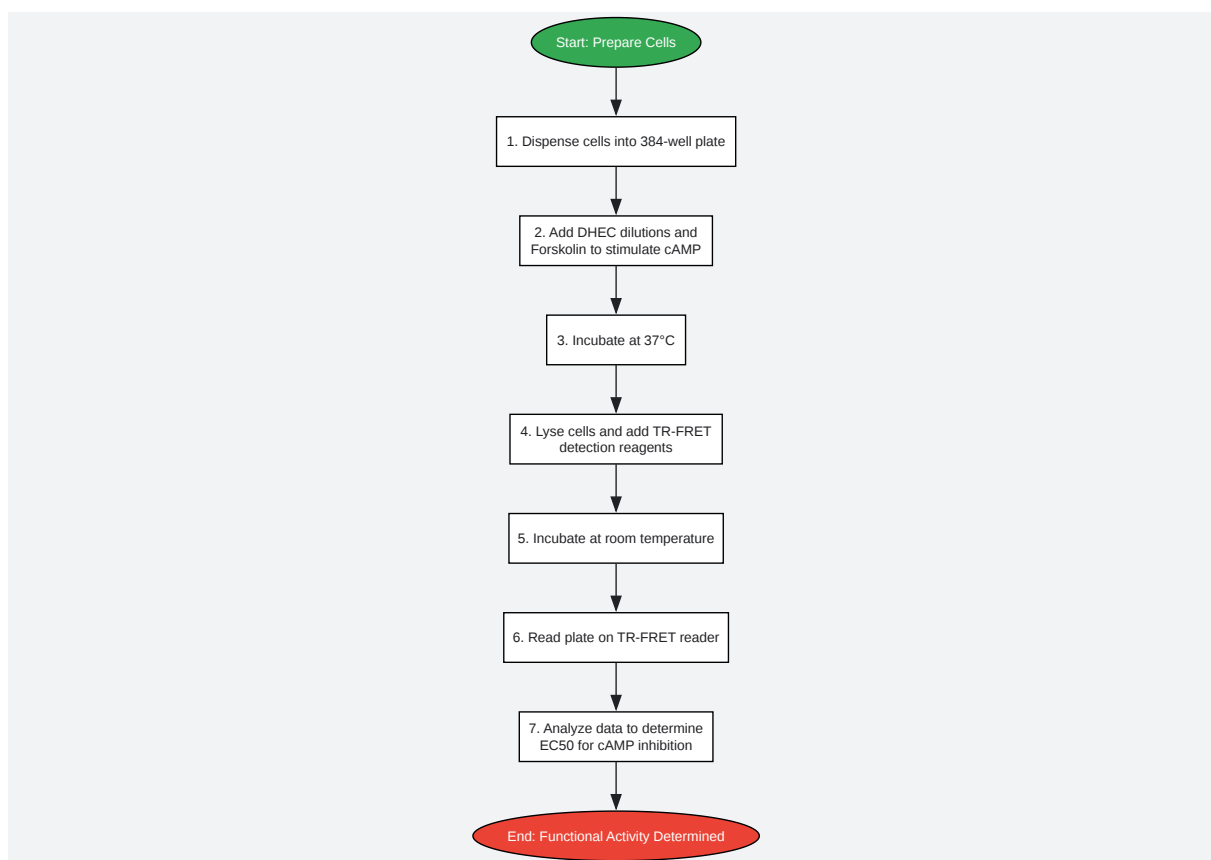 Start: Prepare Cells
1. Dispense cells into 384-well plate
2. Add DHEC dilutions and
Forskolin to stimulate cAMP
3. Incubate at 37°C
4. Lyse cells and add TR-FRET
detection reagents
5. Incubate at room temperature
6. Read plate on TR-FRET reader
7. Analyze data to determine
EC50 for cAMP inhibition
End: Functional Activity Determined